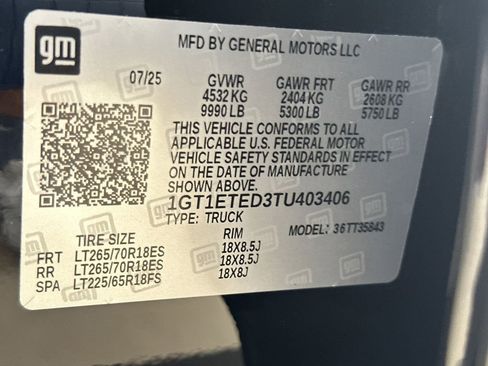 gm
MFD BY GENERAL MOTORS LLC
07/25 GVWR GAWR FRT GAWR RR
4532 KG 2404 KG 2608 KG
9990 LB 5300 LB 5750 LB
THIS VEHICLE CONFORMS TO ALL
APPLICABLE U.S. FEDERAL MOTOR
VEHICLE SAFETY STANDARDS IN EFFECT
ON THE DATE OF MANUFACTURE
SHOWN ABOVE.
1GT1ETED3TU403406
TYPE: TRUCK MODEL: 36TT35843
TIRE SIZE RIM
FRT LT265/70R18ES 18X8.5J
RR LT265/70R18ES 18X8.5J
SPA LT225/65R18FS 18X8J